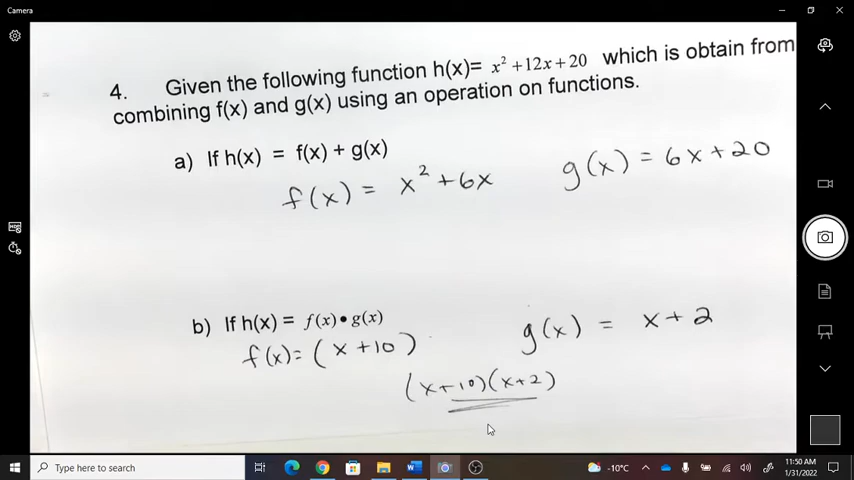 Camera
4. Given the following function h(x)= x² +12x+20 which is obtain from
combining f(x) and g(x) using an operation on functions.
a) If h(x) = f(x) + g(x)
f(x) = x² +6x g(x) = 6x+20
b) If h(x) = f(x)•g(x)
f(x)= (x+10) g(x) = x+2
(x+10)(x+2)
Type here to search
-10°C
11:50 AM
1/31/2022